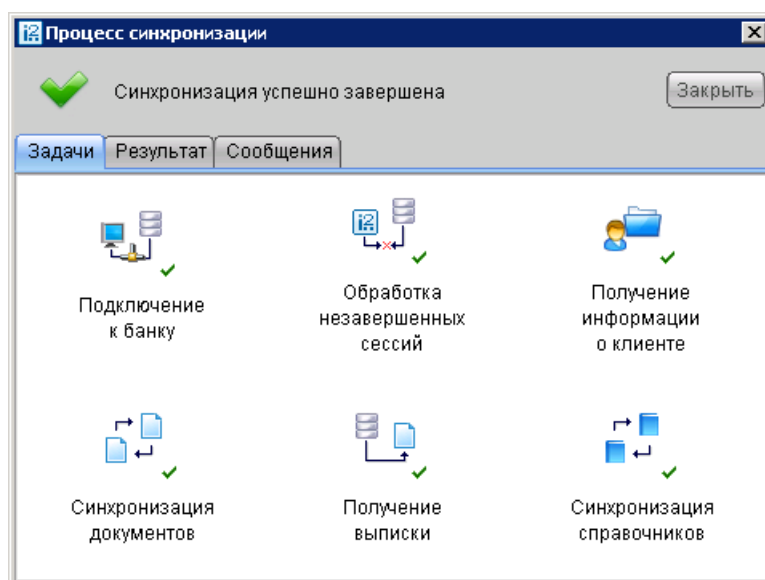 i2 Процесс синхронизации
Синхронизация успешно завершена
Закрыть
Задачи Результат Сообщения
i2
Подключение
к банку
Обработка
незавершенных
сессий
Получение
информации
о клиенте
Синхронизация
документов
Получение
выписки
Синхронизация
справочников